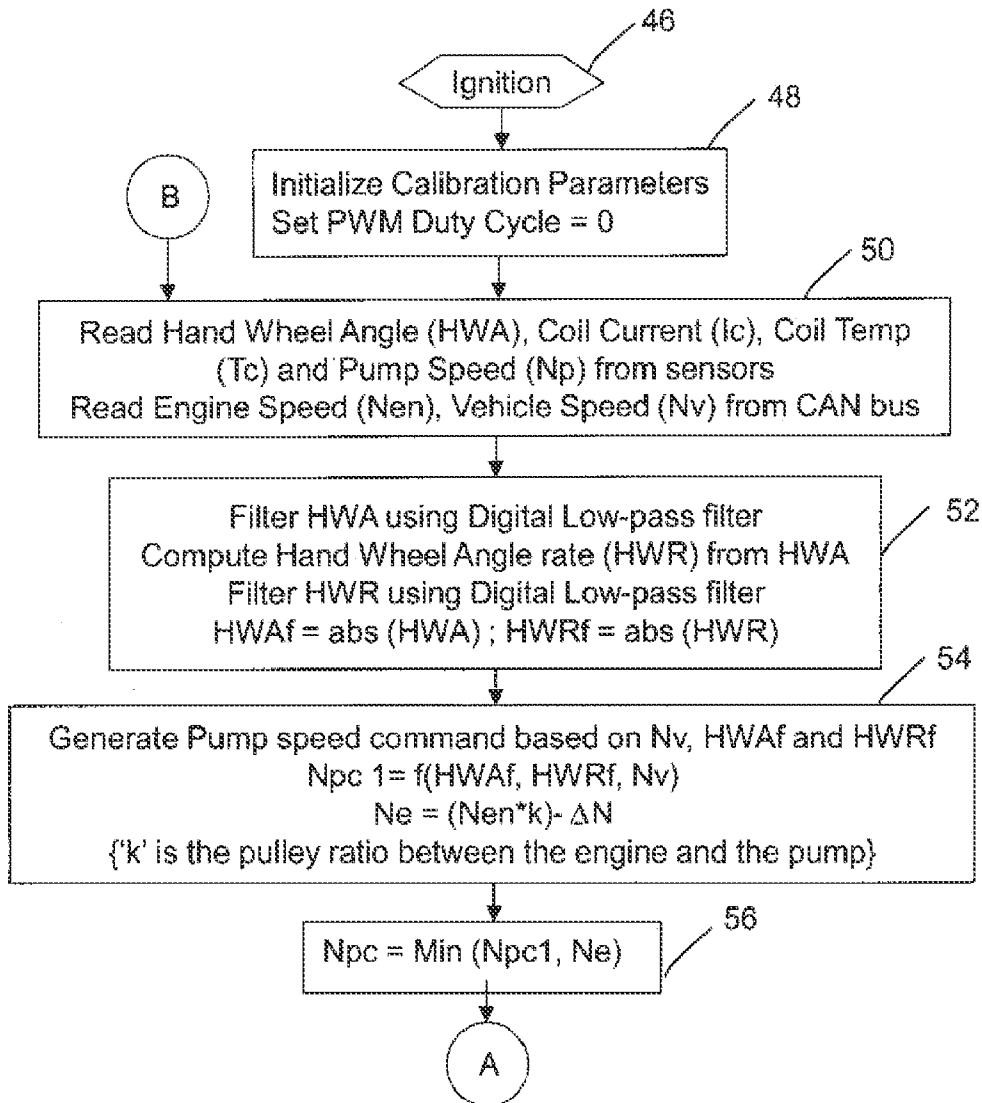 46
Ignition
48
Initialize Calibration Parameters
Set PWM Duty Cycle = 0
B
50
Read Hand Wheel Angle (HWA), Coil Current (Ic), Coil Temp
(Tc) and Pump Speed (Np) from sensors
Read Engine Speed (Nen), Vehicle Speed (Nv) from CAN bus
52
Filter HWA using Digital Low-pass filter
Compute Hand Wheel Angle rate (HWR) from HWA
Filter HWR using Digital Low-pass filter
HWAf = abs (HWA) ; HWRf = abs (HWR)
54
Generate Pump speed command based on Nv, HWAf and HWRf
Npc 1= f(HWAf, HWRf, Nv)
Ne = (Nen*k)- ΔN
{'k' is the pulley ratio between the engine and the pump}
56
Npc = Min (Npc1, Ne)
A